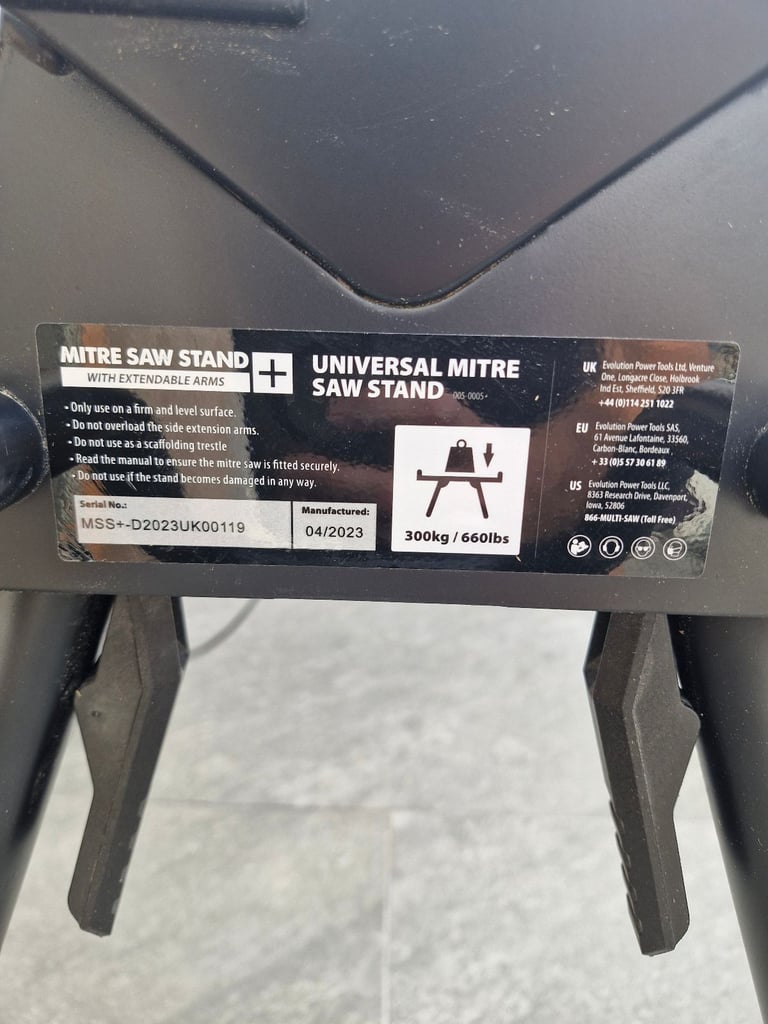 MITRE SAW STAND +
WITH EXTENDABLE ARMS
• Only use on a firm and level surface.
• Do not overload the side extension arms.
• Do not use as a scaffolding trestle
• Read the manual to ensure the mitre saw is fitted securely.
• Do not use if the stand becomes damaged in any way.
Serial No.:
MSS+-D2023UK00119
Manufactured:
04/2023
UNIVERSAL MITRE
SAW STAND 005-0005+
300kg / 660lbs
UK Evolution Power Tools Ltd, Venture
One, Longacre Close, Holbrook
Ind Est, Sheffield, S20 3FR
+44 (0)114 251 1022
EU Evolution Power Tools SAS,
61 Avenue Lafontaine, 33560,
Carbon-Blanc, Bordeaux
+ 33 (0)5 57 30 61 89
US Evolution Power Tools LLC,
8363 Research Drive, Davenport,
Iowa, 52806
866-MULTI-SAW (Toll Free)